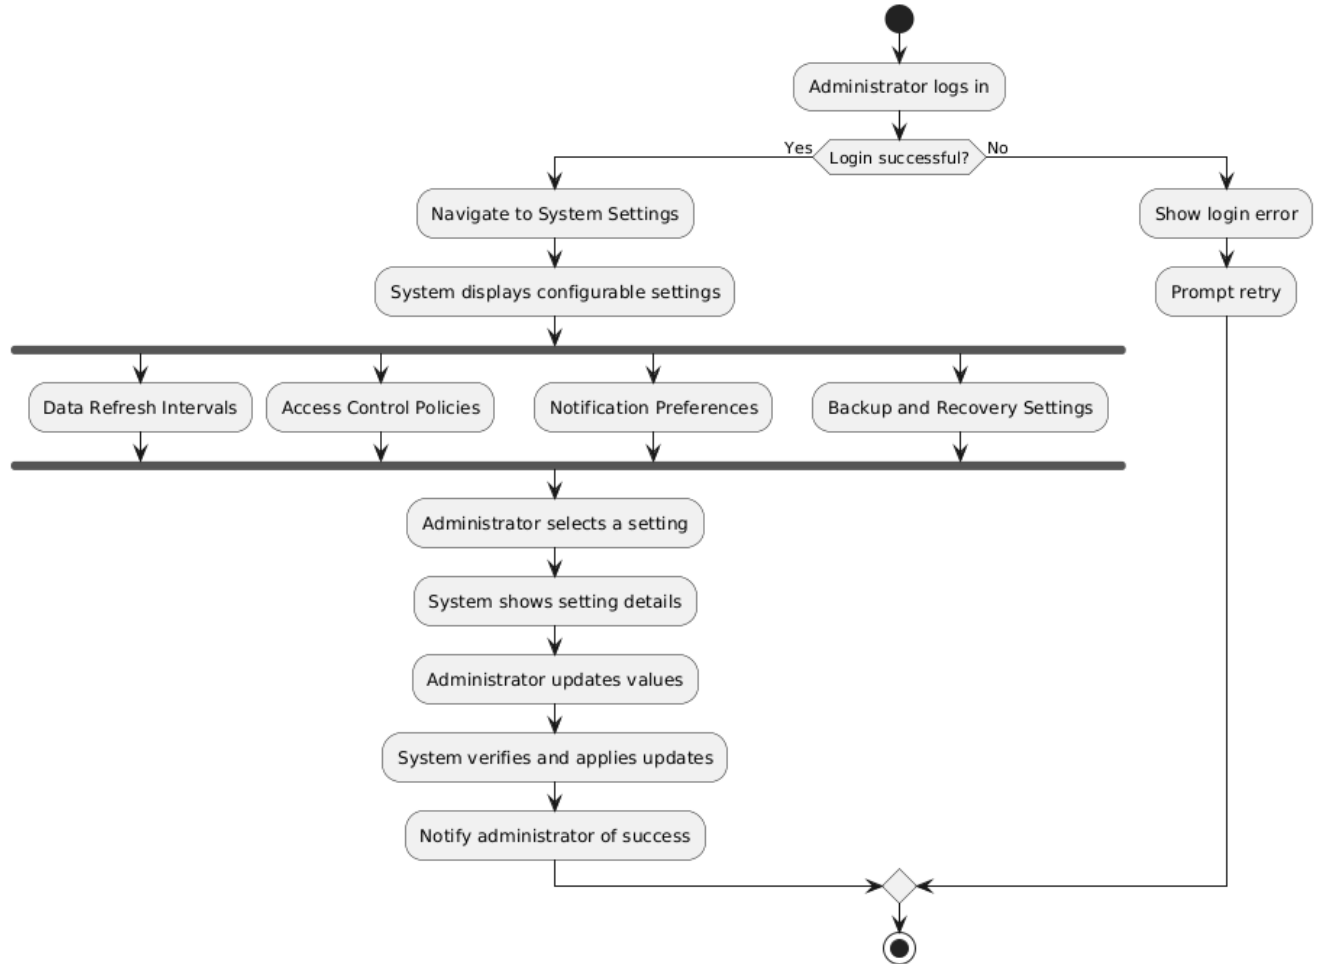 Administrator logs in
Yes
Login successful?
No
Navigate to System Settings
Show login error
System displays configurable settings
Prompt retry
Data Refresh Intervals
Access Control Policies
Notification Preferences
Backup and Recovery Settings
Administrator selects a setting
System shows setting details
Administrator updates values
System verifies and applies updates
Notify administrator of success